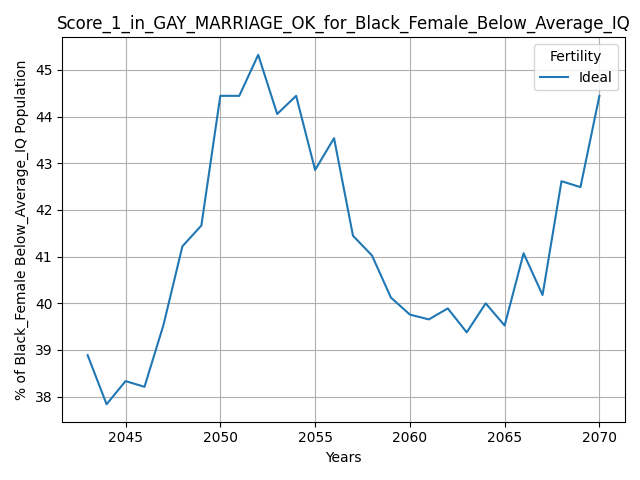 Score_1_in_GAY_MARRIAGE_OK_for_Black_Female_Below_Average_IQ
Fertility
Ideal
% of Black_Female Below_Average_IQ Population
45
44
43
42
41
40
39
38
2045
2050
2055
2060
2065
2070
Years